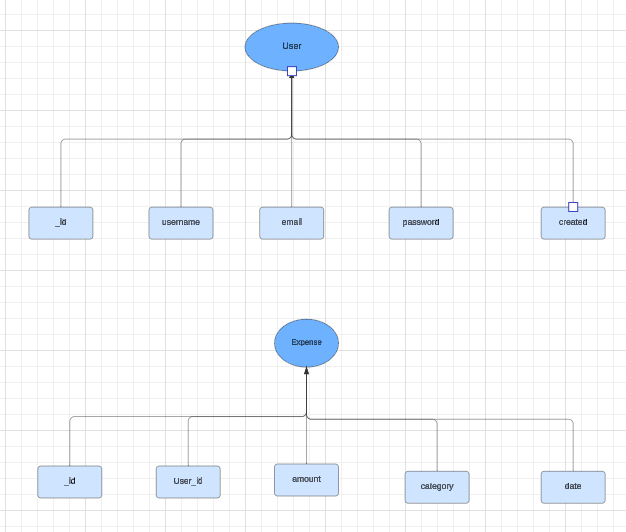 User
_id
username
email
password
created
Expense
_id
User_id
amount
category
date